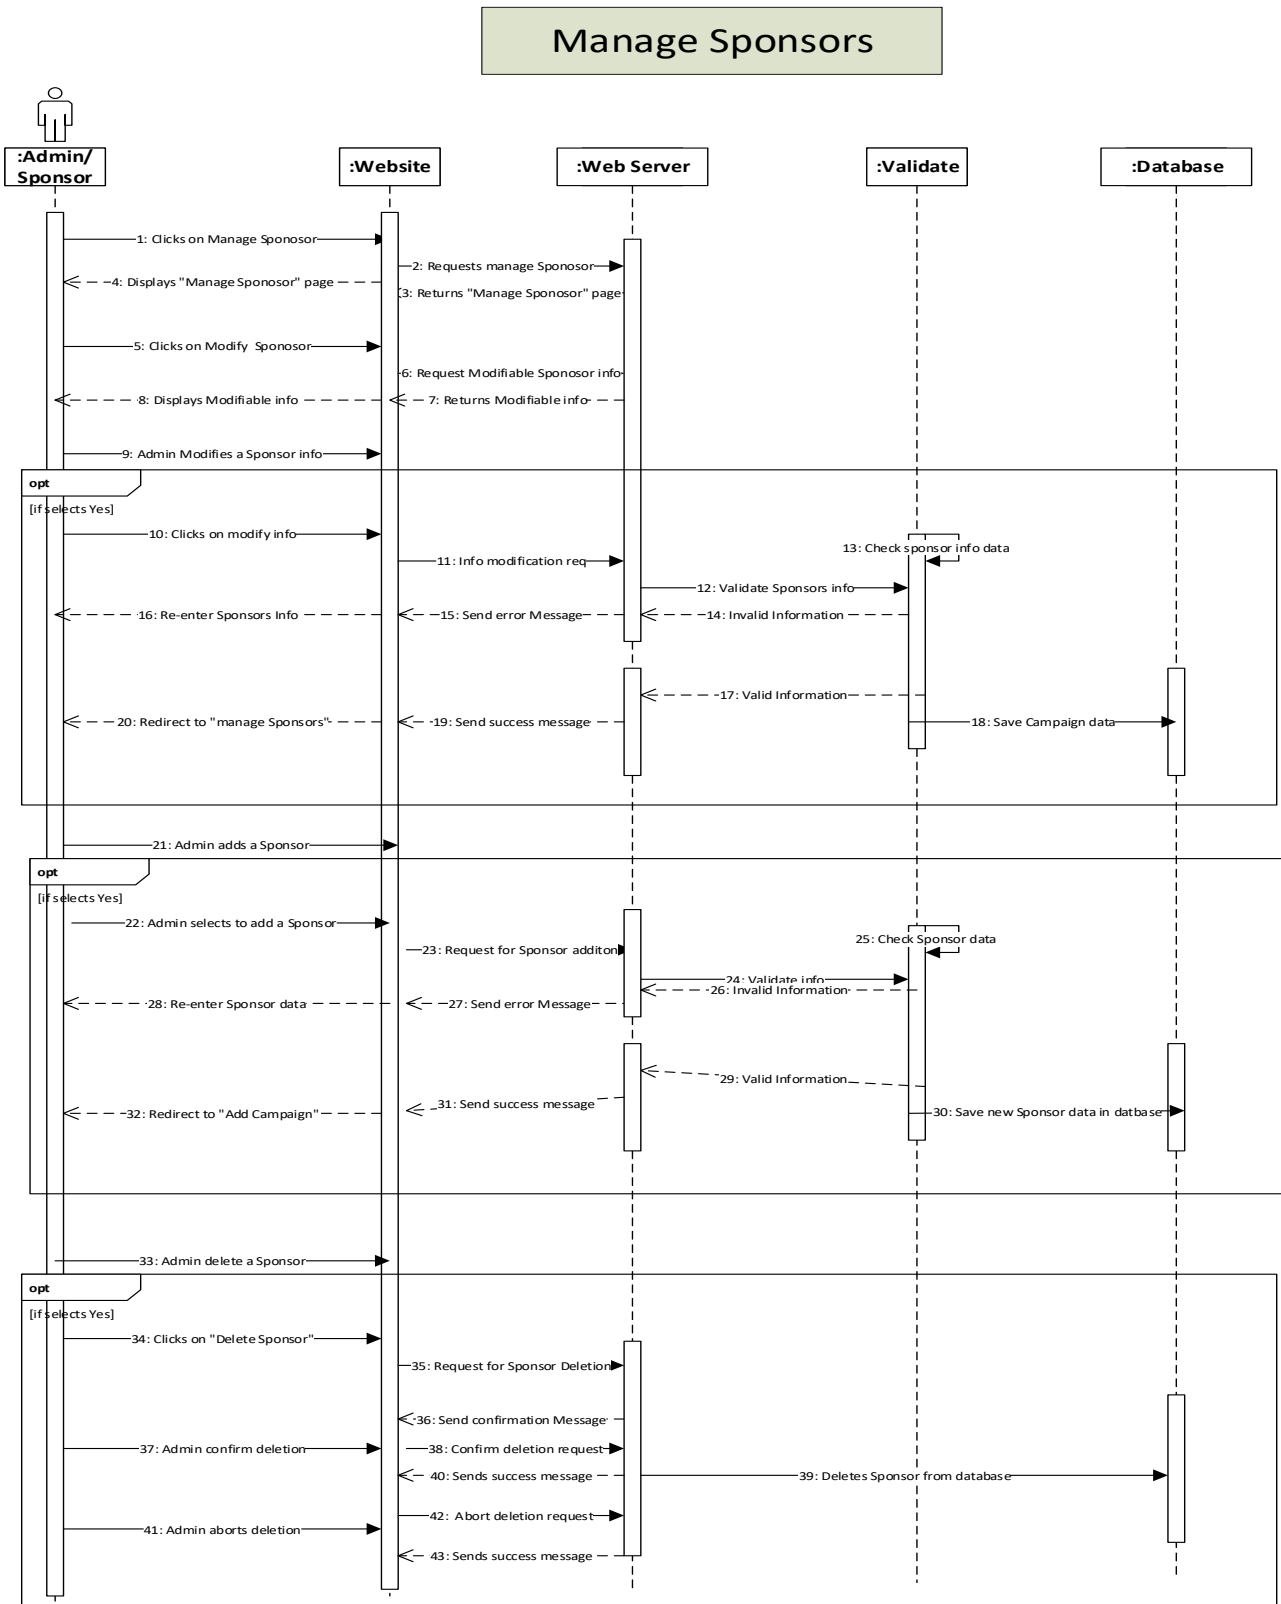 Manage Sponsors
:Admin/
Sponsor
:Website
:Web Server
:Validate
:Database
1: Clicks on Manage Sponosor
2: Requests manage Sponosor
4: Displays "Manage Sponosor" page
3: Returns "Manage Sponosor" page
5: Clicks on Modify Sponosor
6: Request Modifiable Sponosor info
8: Displays Modifiable info
7: Returns Modifiable info
9: Admin Modifies a Sponsor info
opt
[if selects Yes]
10: Clicks on modify info
13: Check sponsor info data
11: Info modification req
12: Validate Sponsors info
16: Re-enter Sponsors Info
15: Send error Message
14: Invalid Information
17: Valid Information
20: Redirect to "manage Sponsors"
19: Send success message
18: Save Campaign data
21: Admin adds a Sponsor
opt
[if selects Yes]
22: Admin selects to add a Sponsor
25: Check Sponsor data
23: Request for Sponsor additon
24: Validate info
26: Invalid Information
28: Re-enter Sponsor data
27: Send error Message
29: Valid Information
31: Send success message
32: Redirect to "Add Campaign"
30: Save new Sponsor data in datbase
33: Admin delete a Sponsor
opt
[if selects Yes]
34: Clicks on "Delete Sponsor"
35: Request for Sponsor Deletion
36: Send confirmation Message
37: Admin confirm deletion
38: Confirm deletion request
40: Sends success message
39: Deletes Sponsor from database
42: Abort deletion request
41: Admin aborts deletion
43: Sends success message